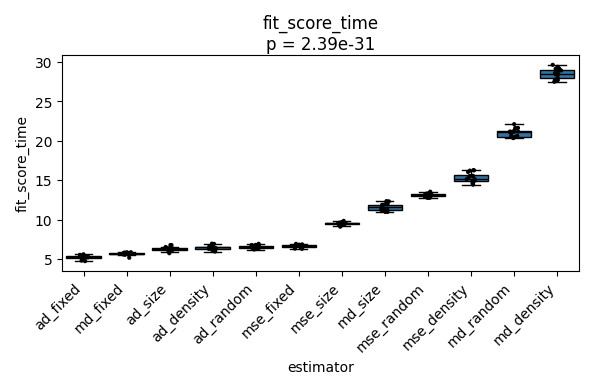 fit_score_time
p = 2.39e-31
fit_score_time
30
25
20
15
10
5
ad_fixed
md_fixed
ad_size
ad_density
ad_random
mse_fixed
mse_size
md_size
mse_random
mse_density
md_random
md_density
estimator